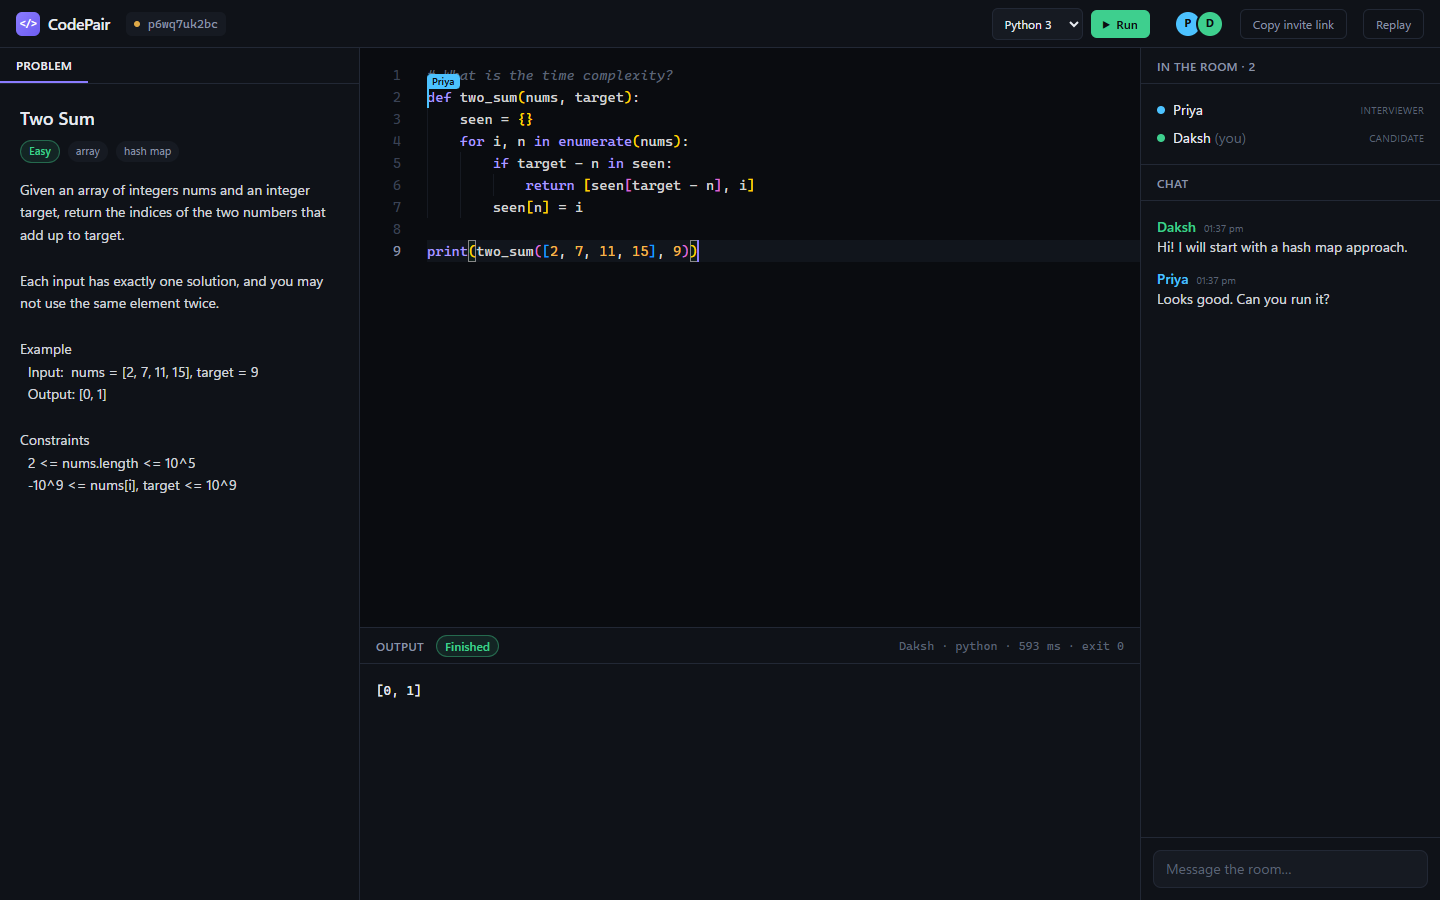 </> CodePair
p6wq7uk2bc
Python 3
Run
P D
Copy invite link
Replay
PROBLEM
Two Sum
Easy array hash map
Given an array of integers nums and an integer
target, return the indices of the two numbers that
add up to target.
Each input has exactly one solution, and you may
not use the same element twice.
Example
Input: nums = [2, 7, 11, 15], target = 9
Output: [0, 1]
Constraints
2 <= nums.length <= 10^5
-10^9 <= nums[i], target <= 10^9
1 # What is the time complexity?
Priya
2 def two_sum(nums, target):
3 seen = {}
4 for i, n in enumerate(nums):
5 if target - n in seen:
6 return [seen[target - n], i]
7 seen[n] = i
8
9 print(two_sum([2, 7, 11, 15], 9))
OUTPUT Finished Daksh · python · 593 ms · exit 0
[0, 1]
IN THE ROOM · 2
Priya INTERVIEWER
Daksh (you) CANDIDATE
CHAT
Daksh 01:37 pm
Hi! I will start with a hash map approach.
Priya 01:37 pm
Looks good. Can you run it?
Message the room...